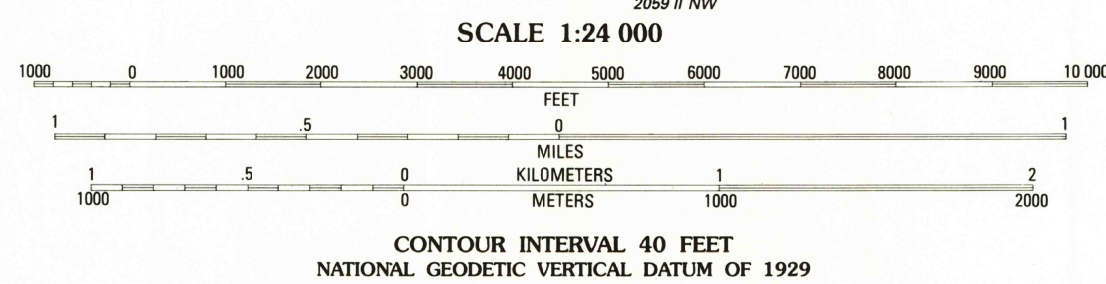 2059 II NW
SCALE 1:24 000
1000 0 1000 2000 3000 4000 5000 6000 7000 8000 9000 10 000
FEET
1 .5 0 1
MILES
1 .5 0 KILOMETERS 1 2
1000 0 METERS 1000 2000
CONTOUR INTERVAL 40 FEET
NATIONAL GEODETIC VERTICAL DATUM OF 1929